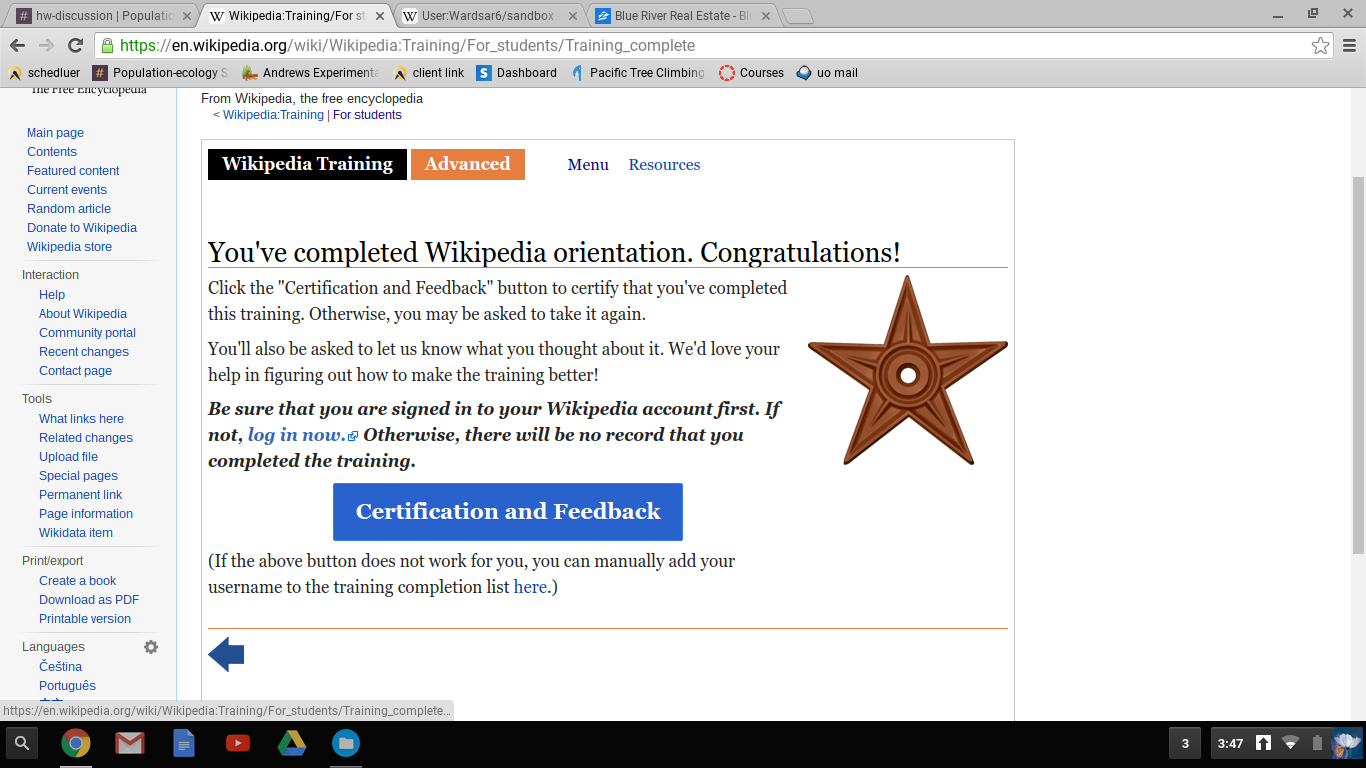 hw-discussion | Populatio
Wikipedia:Training/For st
User:Wardsar6/sandbox -
Blue River Real Estate - Bl
https://en.wikipedia.org/wiki/Wikipedia:Training/For_students/Training_complete
schedluer
Population-ecology S
Andrews Experimenta
client link
Dashboard
Pacific Tree Climbing
Courses
uo mail
The Free Encyclopedia
Main page
Contents
Featured content
Current events
Random article
Donate to Wikipedia
Wikipedia store
Interaction
Help
About Wikipedia
Community portal
Recent changes
Contact page
Tools
What links here
Related changes
Upload file
Special pages
Permanent link
Page information
Wikidata item
Print/export
Create a book
Download as PDF
Printable version
Languages
Čeština
Português
From Wikipedia, the free encyclopedia
< Wikipedia:Training | For students
Wikipedia Training Advanced Menu Resources
You've completed Wikipedia orientation. Congratulations!
Click the "Certification and Feedback" button to certify that you've completed
this training. Otherwise, you may be asked to take it again.
You'll also be asked to let us know what you thought about it. We'd love your
help in figuring out how to make the training better!
Be sure that you are signed in to your Wikipedia account first. If
not, log in now. Otherwise, there will be no record that you
completed the training.
Certification and Feedback
(If the above button does not work for you, you can manually add your
username to the training completion list here.)
https://en.wikipedia.org/wiki/Wikipedia:Training/For_students/Training_complete...
3
3:47